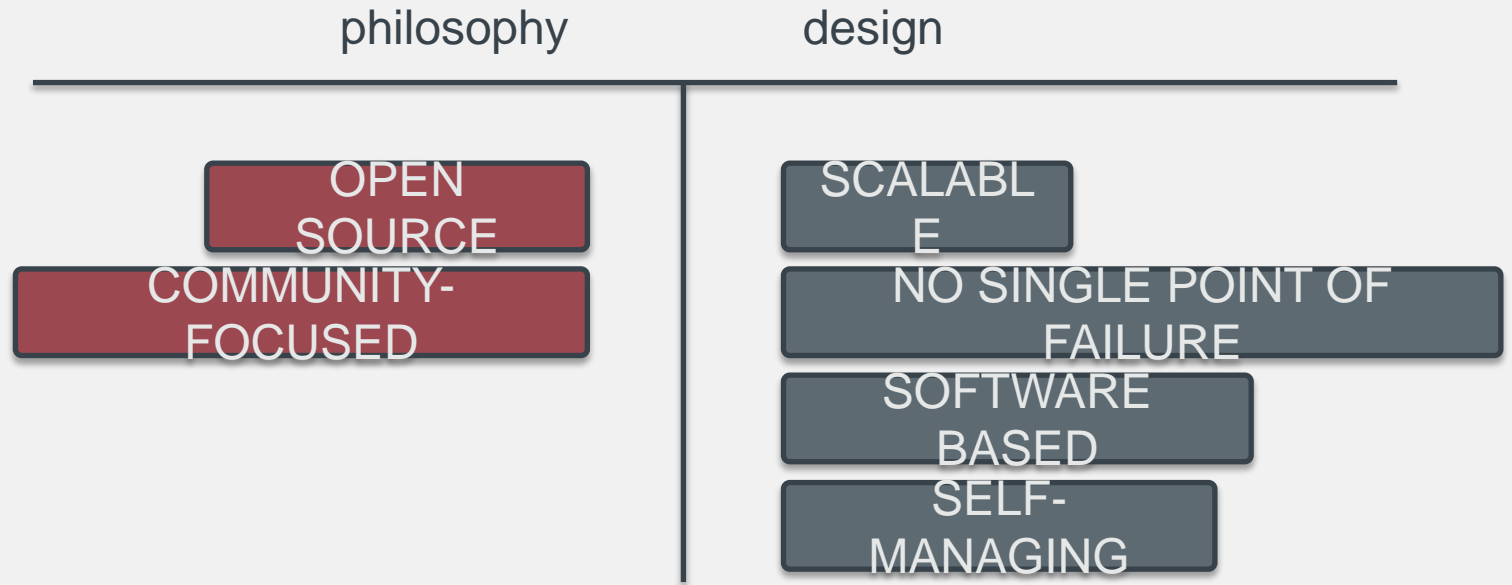 philosophy
design
OPEN
SOURCE
COMMUNITY-
FOCUSED
SCALABL
E
NO SINGLE POINT OF
FAILURE
SOFTWARE
BASED
SELF-
MANAGING